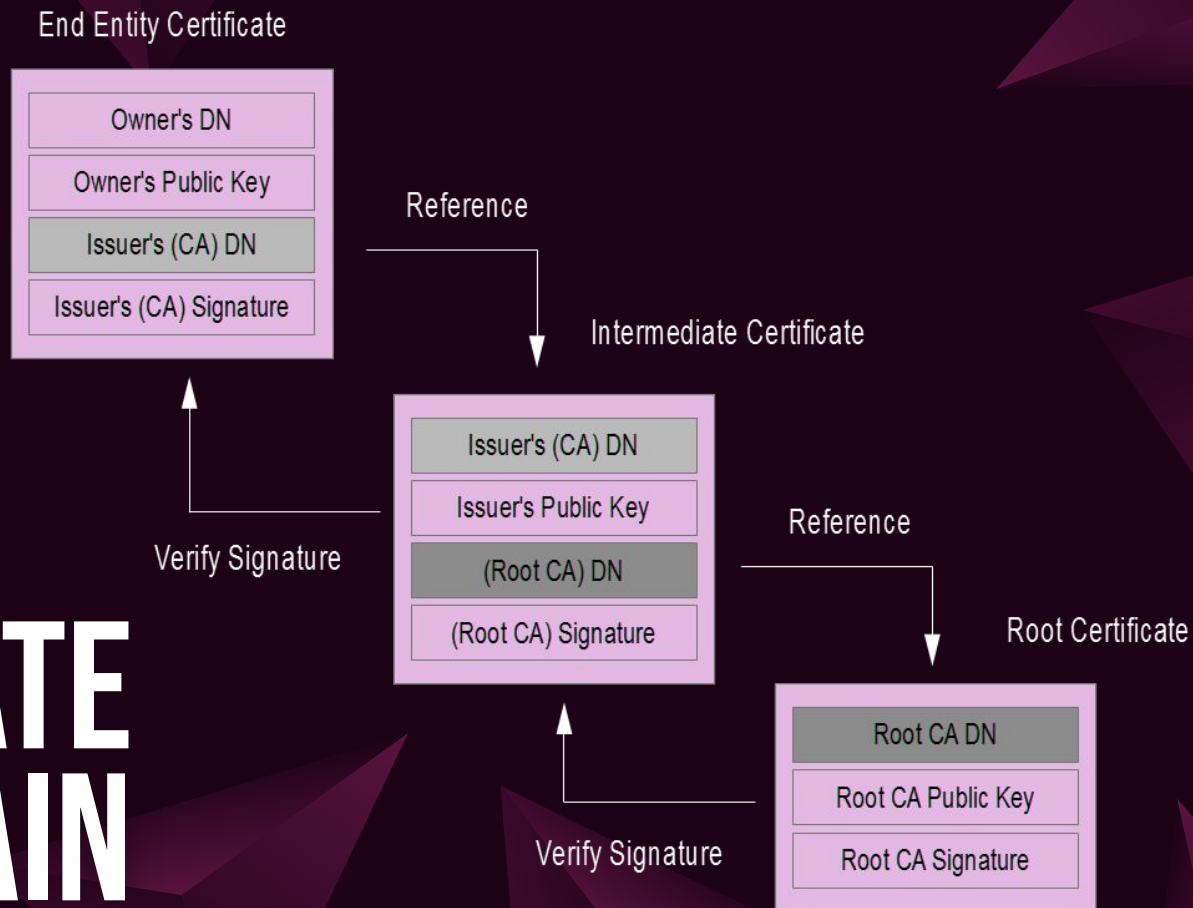 End Entity Certificate
Owner's DN
Owner's Public Key
Issuer's (CA) DN
Issuer's (CA) Signature
Reference
Intermediate Certificate
Issuer's (CA) DN
Issuer's Public Key
(Root CA) DN
(Root CA) Signature
Verify Signature
Reference
Root Certificate
Root CA DN
Root CA Public Key
Root CA Signature
Verify Signature
ATE
AIN